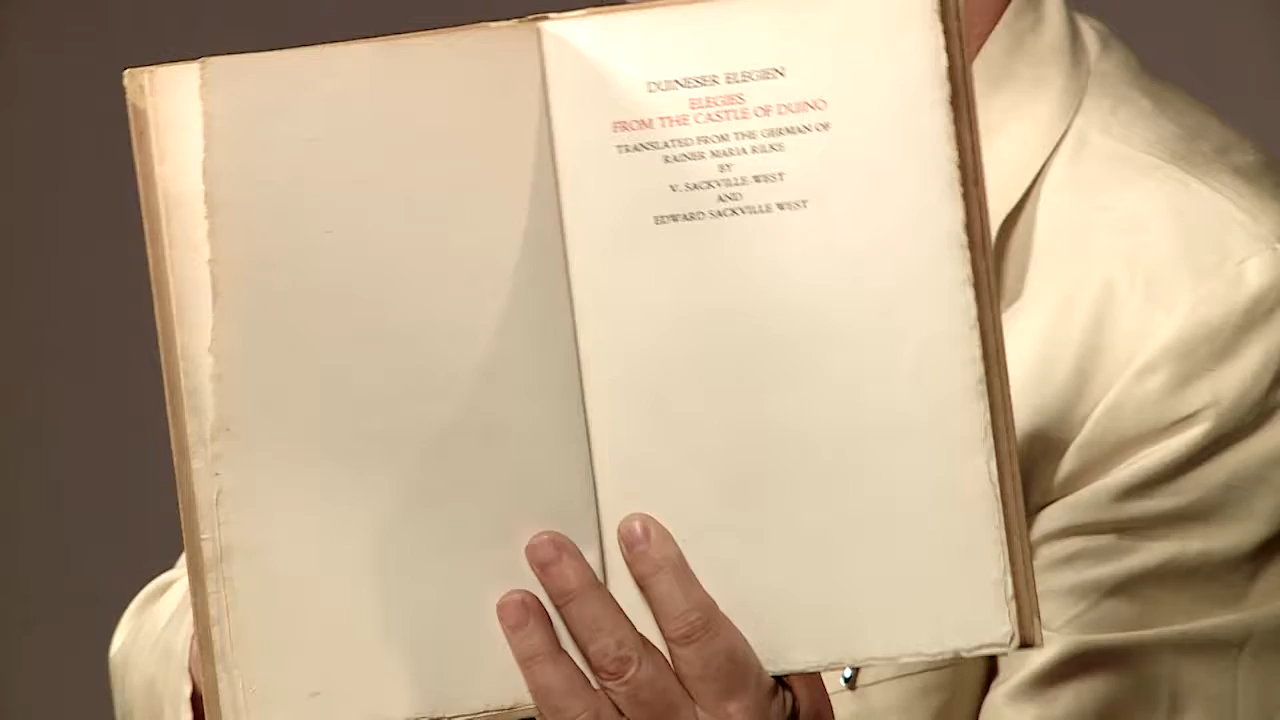 DUINESER ELEGIEN
ELEGIES
FROM THE CASTLE OF DUINO
TRANSLATED FROM THE GERMAN OF
RAINER MARIA RILKE
BY
V. SACKVILLE-WEST
AND
EDWARD SACKVILLE WEST